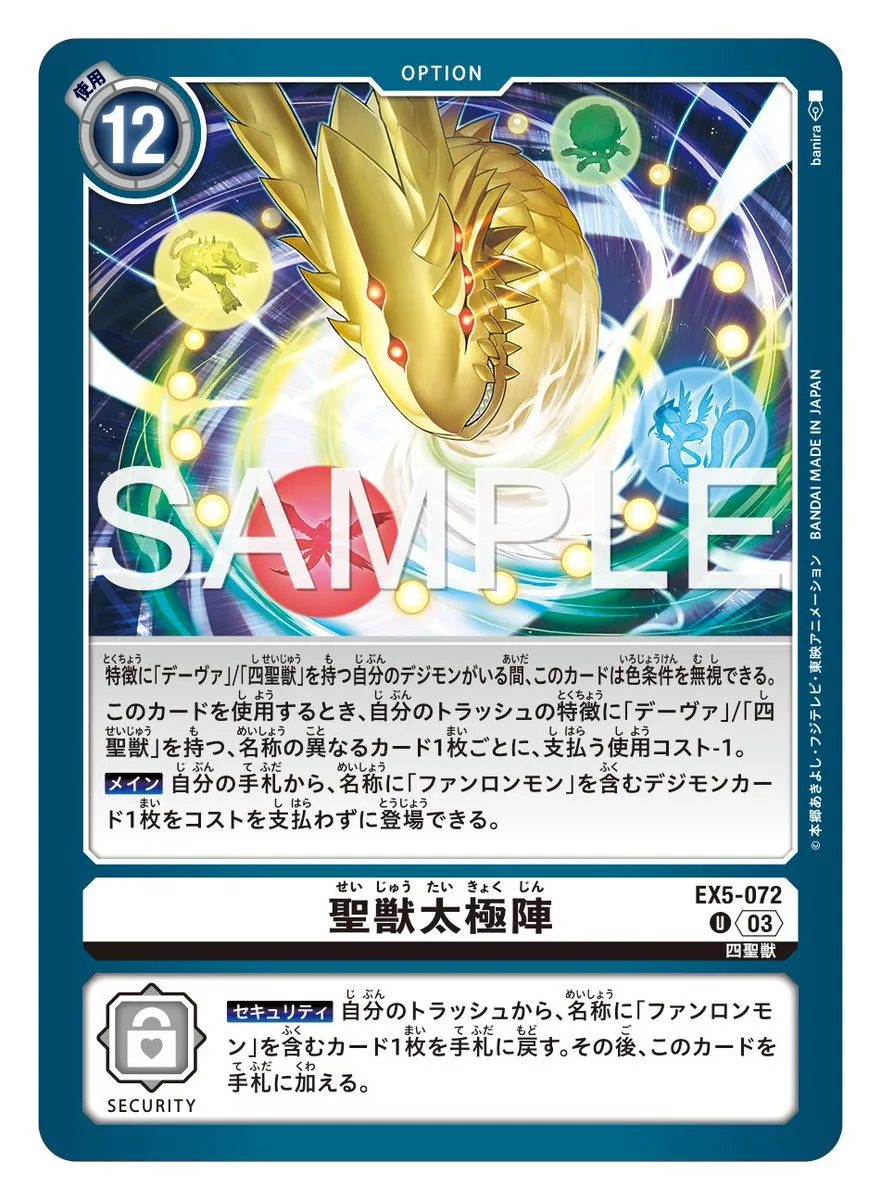 OPTION
使用
12
banira
SAMPLE
特徴に「デーヴァ」/「四聖獣」を持つ自分のデジモンがいる間、このカードは色条件を無視できる。
このカードを使用するとき、自分のトラッシュの特徴に「デーヴァ」/「四
聖獣」を持つ、名称の異なるカード1枚ごとに、支払う使用コスト-1。
メイン 自分の手札から、名称に「ファンロンモン」を含むデジモンカー
ド1枚をコストを支払わずに登場できる。
©本郷あきよし・フジテレビ・東映アニメーション BANDAI MADE IN JAPAN
せい じゅう たい きょく じん
聖獣太極陣
EX5-072
U 03
四聖獣
セキュリティ 自分のトラッシュから、名称に「ファンロンモ
ン」を含むカード1枚を手札に戻す。その後、このカードを
手札に加える。
SECURITY